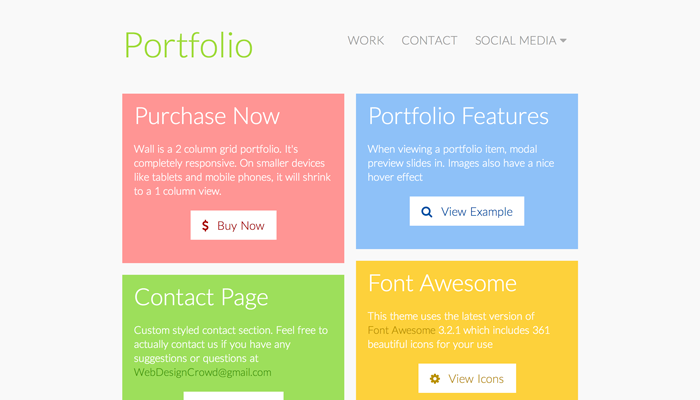 Portfolio
WORK CONTACT SOCIAL MEDIA
Purchase Now
Wall is a 2 column grid portfolio. It's
completely responsive. On smaller devices
like tablets and mobile phones, it will shrink
to a 1 column view.
Buy Now
Portfolio Features
When viewing a portfolio item, modal
preview slides in. Images also have a nice
hover effect
View Example
Contact Page
Custom styled contact section. Feel free to
actually contact us if you have any
suggestions or questions at
WebDesignCrowd@gmail.com
Font Awesome
This theme uses the latest version of
Font Awesome 3.2.1 which includes 361
beautiful icons for your use
View Icons